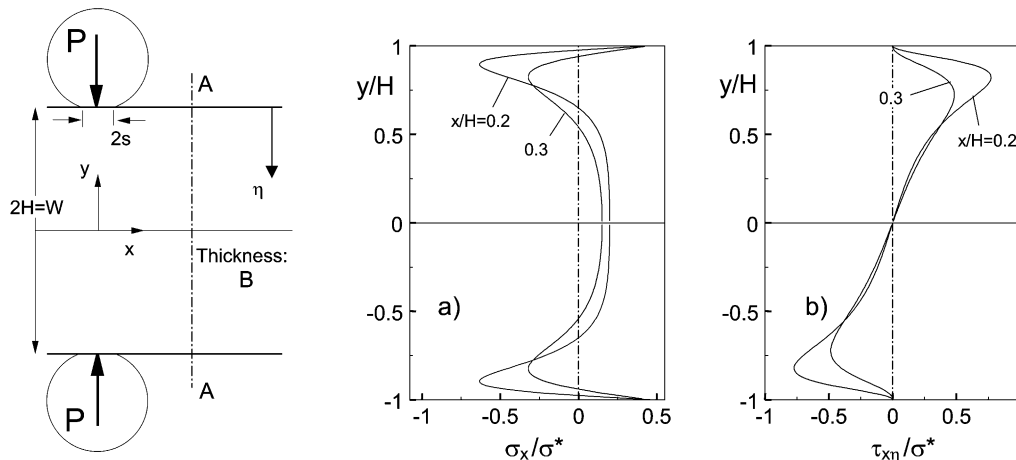 P
A
2s
y
η
2H=W
x
Thickness:
B
P
A
y/H
1
0.5
0
-0.5
-1
x/H=0.2
0.3
a)
-1
-0.5
0
0.5
σx/σ*
y/H
1
0.5
0
-0.5
-1
0.3
x/H=0.2
b)
-1
-0.5
0
0.5
1
τxη/σ*